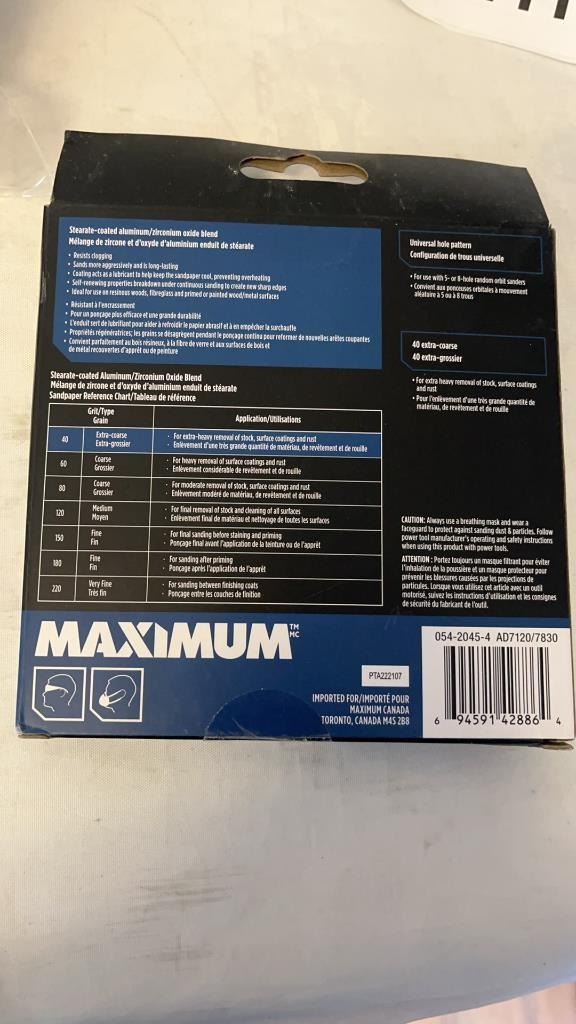 Stearate-coated aluminum/zirconium oxide blend
Mélange de zircone et d'oxyde d'aluminium enduit de stéarate
• Resists clogging
• Sands more aggressively and is long-lasting
• Coating acts as a lubricant to help keep the sandpaper cool, preventing overheating
• Self-renewing properties breakdown under continuous sanding to create new sharp edges
• Ideal for use on resinous woods, fibreglass and primed or painted wood/metal surfaces
• Résistant à l'encrassement
• Pour un ponçage plus efficace et une grande durabilité
• L'enduit sert de lubrifiant pour aider à refroidir le papier abrasif et à en empêcher la surchauffe
• Propriétés régénératrices; les grains se désagrègent pendant le ponçage continu pour reformer de nouvelles arêtes coupantes
• Convient parfaitement au bois résineux, à la fibre de verre et aux surfaces de bois et
de métal recouvertes d'apprêt ou de peinture
Universal hole pattern
Configuration de trous universelle
• For use with 5- or 8-hole random orbit sanders
• Convient aux ponceuses orbitales à mouvement
aléatoire à 5 ou à 8 trous
40 extra-coarse
40 extra-grossier
• For extra heavy removal of stock, surface coatings
and rust
• Pour l'enlèvement d'une très grande quantité de
matériau, de revêtement et de rouille
Stearate-coated Aluminum/Zirconium Oxide Blend
Mélange de zircone et d'oxyde d'aluminium enduit de stéarate
Sandpaper Reference Chart/Tableau de référence
Grit/Type
Grain
Application/Utilisations
40
Extra-coarse
Extra-grossier
· For extra-heavy removal of stock, surface coatings and rust
· Enlèvement d'une très grande quantité de matériau, de revêtement et de rouille
60
Coarse
Grossier
· For heavy removal of surface coatings and rust
· Enlèvement considérable de revêtement et de rouille
80
Coarse
Grossier
· For moderate removal of stock, surface coatings and rust
· Enlèvement modéré de matériau, de revêtement et de rouille
120
Medium
Moyen
· For final removal of stock and cleaning of all surfaces
· Enlèvement final de matériau et nettoyage de toutes les surfaces
150
Fine
Fin
· For final sanding before staining and priming
· Ponçage final avant l'application de la teinture ou de l'apprêt
180
Fine
Fin
· For sanding after priming
· Ponçage après l'application de l'apprêt
220
Very Fine
Très fin
· For sanding between finishing coats
· Ponçage entre les couches de finition
CAUTION: Always use a breathing mask and wear a
faceguard to protect against sanding dust & particles. Follow
power tool manufacturer's operating and safety instructions
when using this product with power tools.
ATTENTION : Portez toujours un masque filtrant pour éviter
l'inhalation de la poussière et un masque protecteur pour
prévenir les blessures causées par les projections de
particules. Lorsque vous utilisez cet article avec un outil
motorisé, suivez les instructions d'utilisation et les consignes
de sécurité du fabricant de l'outil.
MAXIMUM™
MC
PTA222107
IMPORTED FOR/IMPORTÉ POUR
MAXIMUM CANADA
TORONTO, CANADA M4S 2B8
054-2045-4 AD7120/7830
6 94591 42886 4